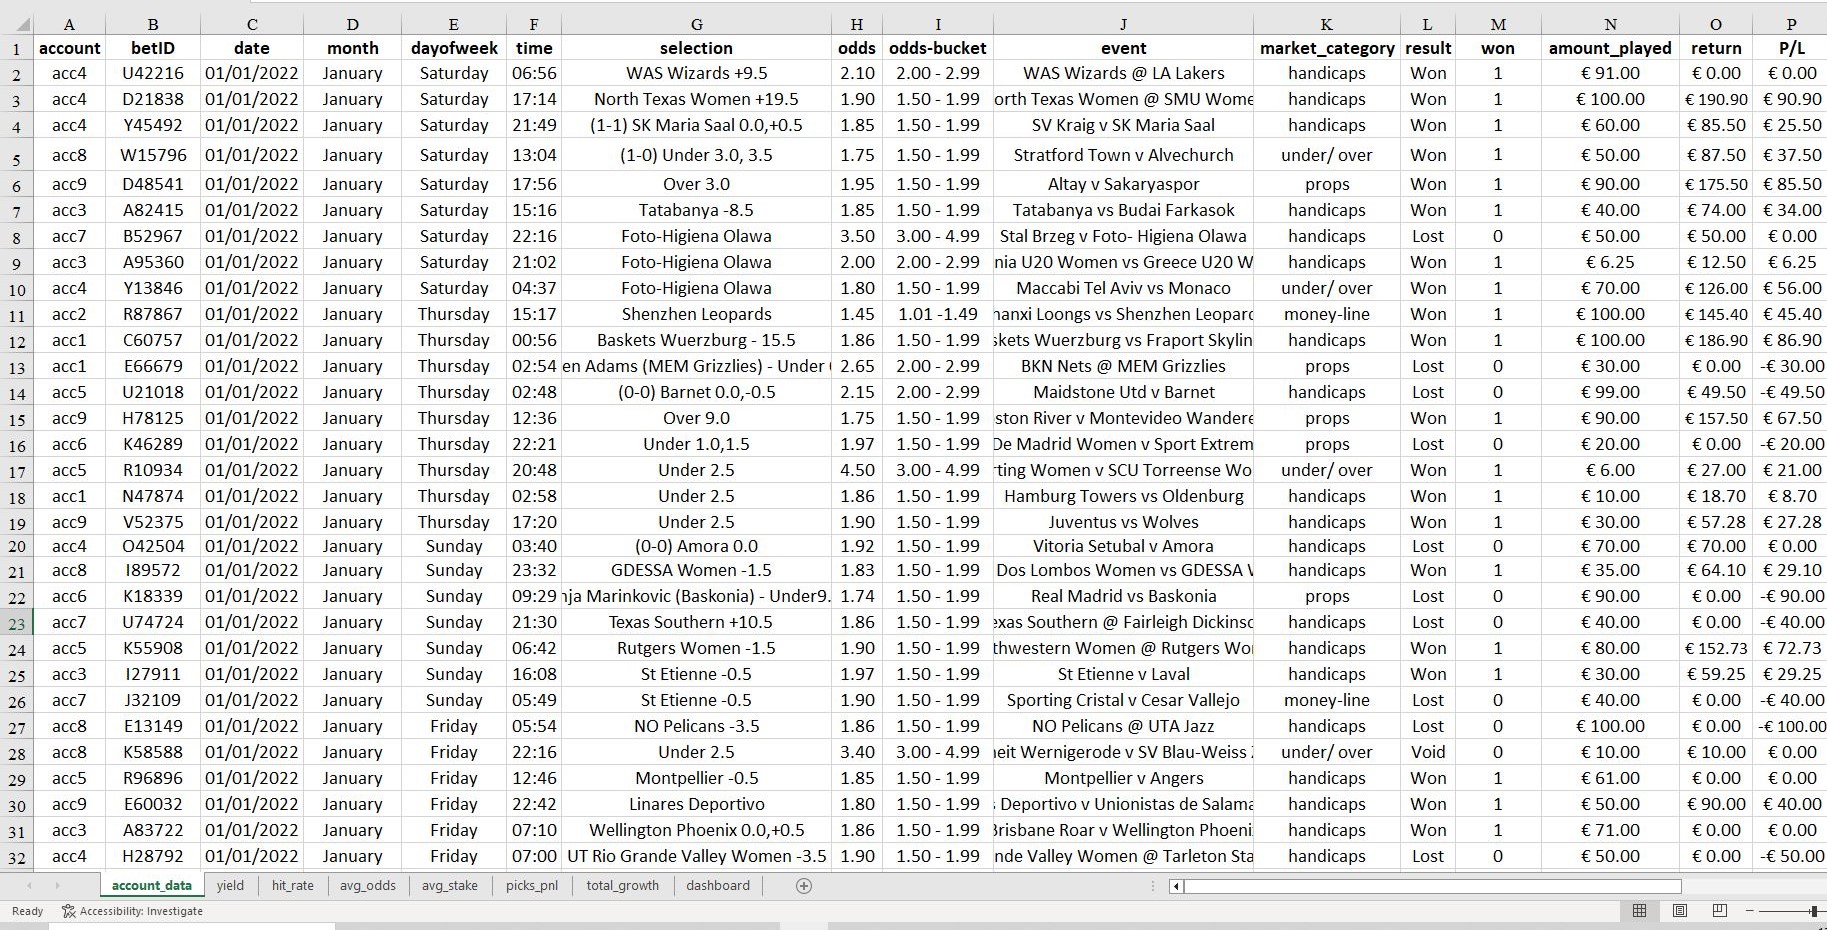 A B C D E F G H I J K L M N O P
1 account betID date month dayofweek time selection odds odds-bucket event market_category result won amount_played return P/L
2 acc4 U42216 01/01/2022 January Saturday 06:56 WAS Wizards +9.5 2.10 2.00 - 2.99 WAS Wizards @ LA Lakers handicaps Won 1 € 91.00 € 0.00 € 0.00
3 acc4 D21838 01/01/2022 January Saturday 17:14 North Texas Women +19.5 1.90 1.50 - 1.99 orth Texas Women @ SMU Wome handicaps Won 1 € 100.00 € 190.90 € 90.90
4 acc4 Y45492 01/01/2022 January Saturday 21:49 (1-1) SK Maria Saal 0.0,+0.5 1.85 1.50 - 1.99 SV Kraig v SK Maria Saal handicaps Won 1 € 60.00 € 85.50 € 25.50
5 acc8 W15796 01/01/2022 January Saturday 13:04 (1-0) Under 3.0, 3.5 1.75 1.50 - 1.99 Stratford Town v Alvechurch under/ over Won 1 € 50.00 € 87.50 € 37.50
6 acc9 D48541 01/01/2022 January Saturday 17:56 Over 3.0 1.95 1.50 - 1.99 Altay v Sakaryaspor props Won 1 € 90.00 € 175.50 € 85.50
7 acc3 A82415 01/01/2022 January Saturday 15:16 Tatabanya -8.5 1.85 1.50 - 1.99 Tatabanya vs Budai Farkasok handicaps Won 1 € 40.00 € 74.00 € 34.00
8 acc7 B52967 01/01/2022 January Saturday 22:16 Foto-Higiena Olawa 3.50 3.00 - 4.99 Stal Brzeg v Foto- Higiena Olawa handicaps Lost 0 € 50.00 € 50.00 € 0.00
9 acc3 A95360 01/01/2022 January Saturday 21:02 Foto-Higiena Olawa 2.00 2.00 - 2.99 nia U20 Women vs Greece U20 W handicaps Won 1 € 6.25 € 12.50 € 6.25
10 acc4 Y13846 01/01/2022 January Saturday 04:37 Foto-Higiena Olawa 1.80 1.50 - 1.99 Maccabi Tel Aviv vs Monaco under/ over Won 1 € 70.00 € 126.00 € 56.00
11 acc2 R87867 01/01/2022 January Thursday 15:17 Shenzhen Leopards 1.45 1.01 -1.49 hanxi Loongs vs Shenzhen Leoparc money-line Won 1 € 100.00 € 145.40 € 45.40
12 acc1 C60757 01/01/2022 January Thursday 00:56 Baskets Wuerzburg - 15.5 1.86 1.50 - 1.99 skets Wuerzburg vs Fraport Skylin handicaps Won 1 € 100.00 € 186.90 € 86.90
13 acc1 E66679 01/01/2022 January Thursday 02:54 en Adams (MEM Grizzlies) - Under 2.65 2.00 - 2.99 BKN Nets @ MEM Grizzlies props Lost 0 € 30.00 € 0.00 -€ 30.00
14 acc5 U21018 01/01/2022 January Thursday 02:48 (0-0) Barnet 0.0,-0.5 2.15 2.00 - 2.99 Maidstone Utd v Barnet handicaps Lost 0 € 99.00 € 49.50 -€ 49.50
15 acc9 H78125 01/01/2022 January Thursday 12:36 Over 9.0 1.75 1.50 - 1.99 ston River v Montevideo Wandere props Won 1 € 90.00 € 157.50 € 67.50
16 acc6 K46289 01/01/2022 January Thursday 22:21 Under 1.0,1.5 1.97 1.50 - 1.99 De Madrid Women v Sport Extrem props Lost 0 € 20.00 € 0.00 -€ 20.00
17 acc5 R10934 01/01/2022 January Thursday 20:48 Under 2.5 4.50 3.00 - 4.99 rting Women v SCU Torreense Wo under/ over Won 1 € 6.00 € 27.00 € 21.00
18 acc1 N47874 01/01/2022 January Thursday 02:58 Under 2.5 1.86 1.50 - 1.99 Hamburg Towers vs Oldenburg handicaps Won 1 € 10.00 € 18.70 € 8.70
19 acc9 V52375 01/01/2022 January Thursday 17:20 Under 2.5 1.90 1.50 - 1.99 Juventus vs Wolves handicaps Won 1 € 30.00 € 57.28 € 27.28
20 acc4 O42504 01/01/2022 January Sunday 03:40 (0-0) Amora 0.0 1.92 1.50 - 1.99 Vitoria Setubal v Amora handicaps Lost 0 € 70.00 € 70.00 € 0.00
21 acc8 I89572 01/01/2022 January Sunday 23:32 GDESSA Women -1.5 1.83 1.50 - 1.99 Dos Lombos Women vs GDESSA handicaps Won 1 € 35.00 € 64.10 € 29.10
22 acc6 K18339 01/01/2022 January Sunday 09:29 nja Marinkovic (Baskonia) - Under9. 1.74 1.50 - 1.99 Real Madrid vs Baskonia props Lost 0 € 90.00 € 0.00 -€ 90.00
23 acc7 U74724 01/01/2022 January Sunday 21:30 Texas Southern +10.5 1.86 1.50 - 1.99 exas Southern @ Fairleigh Dickinso handicaps Lost 0 € 40.00 € 0.00 -€ 40.00
24 acc5 K55908 01/01/2022 January Sunday 06:42 Rutgers Women -1.5 1.90 1.50 - 1.99 thwestern Women @ Rutgers Wo handicaps Won 1 € 80.00 € 152.73 € 72.73
25 acc3 I27911 01/01/2022 January Sunday 16:08 St Etienne -0.5 1.97 1.50 - 1.99 St Etienne v Laval handicaps Won 1 € 30.00 € 59.25 € 29.25
26 acc7 J32109 01/01/2022 January Sunday 05:49 St Etienne -0.5 1.90 1.50 - 1.99 Sporting Cristal v Cesar Vallejo money-line Lost 0 € 40.00 € 0.00 -€ 40.00
27 acc8 E13149 01/01/2022 January Friday 05:54 NO Pelicans -3.5 1.86 1.50 - 1.99 NO Pelicans @ UTA Jazz handicaps Lost 0 € 100.00 € 0.00 -€ 100.00
28 acc8 K58588 01/01/2022 January Friday 22:16 Under 2.5 3.40 3.00 - 4.99 eit Wernigerode v SV Blau-Weiss under/ over Void 0 € 10.00 € 10.00 € 0.00
29 acc5 R96896 01/01/2022 January Friday 12:46 Montpellier -0.5 1.85 1.50 - 1.99 Montpellier v Angers handicaps Won 1 € 61.00 € 0.00 € 0.00
30 acc9 E60032 01/01/2022 January Friday 22:42 Linares Deportivo 1.80 1.50 - 1.99 Deportivo v Unionistas de Salama handicaps Won 1 € 50.00 € 90.00 € 40.00
31 acc3 A83722 01/01/2022 January Friday 07:10 Wellington Phoenix 0.0,+0.5 1.86 1.50 - 1.99 Brisbane Roar v Wellington Phoeni handicaps Won 1 € 71.00 € 0.00 € 0.00
32 acc4 H28792 01/01/2022 January Friday 07:00 UT Rio Grande Valley Women -3.5 1.90 1.50 - 1.99 nde Valley Women @ Tarleton Sta handicaps Lost 0 € 50.00 € 0.00 -€ 50.00
account_data yield hit_rate avg_odds avg_stake picks_pnl total_growth dashboard
Ready Accessibility: Investigate